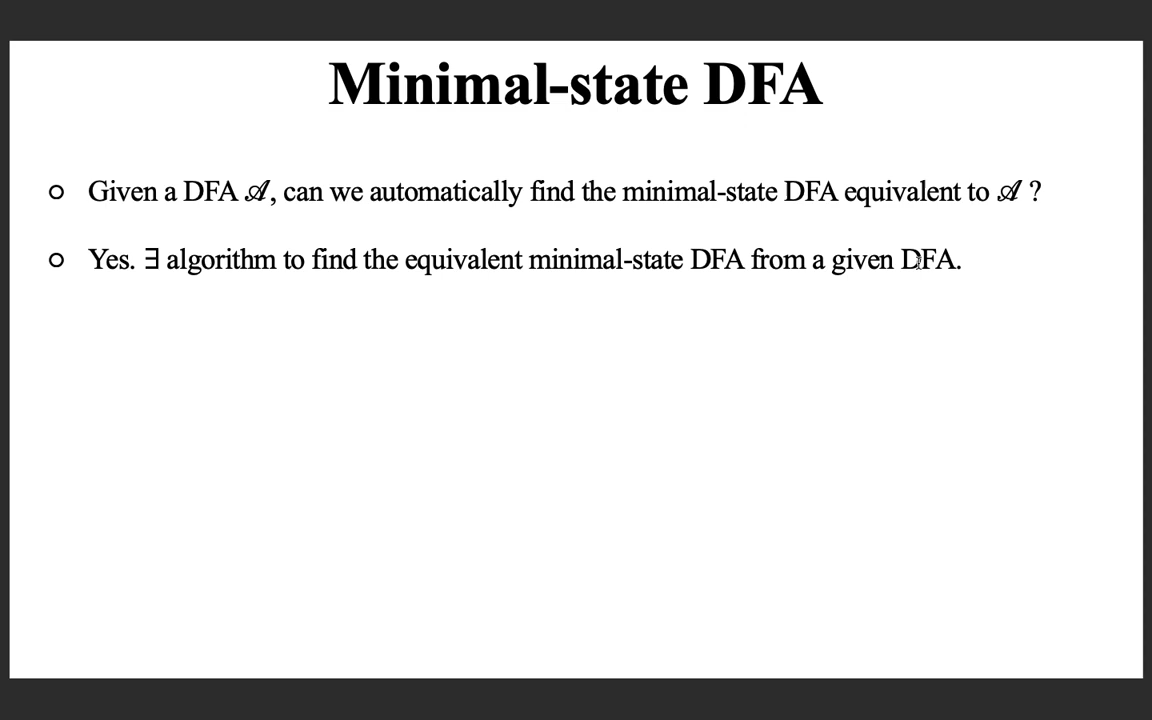 Minimal-state DFA
○ Given a DFA 𝒜, can we automatically find the minimal-state DFA equivalent to 𝒜 ?
○ Yes. ∃ algorithm to find the equivalent minimal-state DFA from a given DFA.